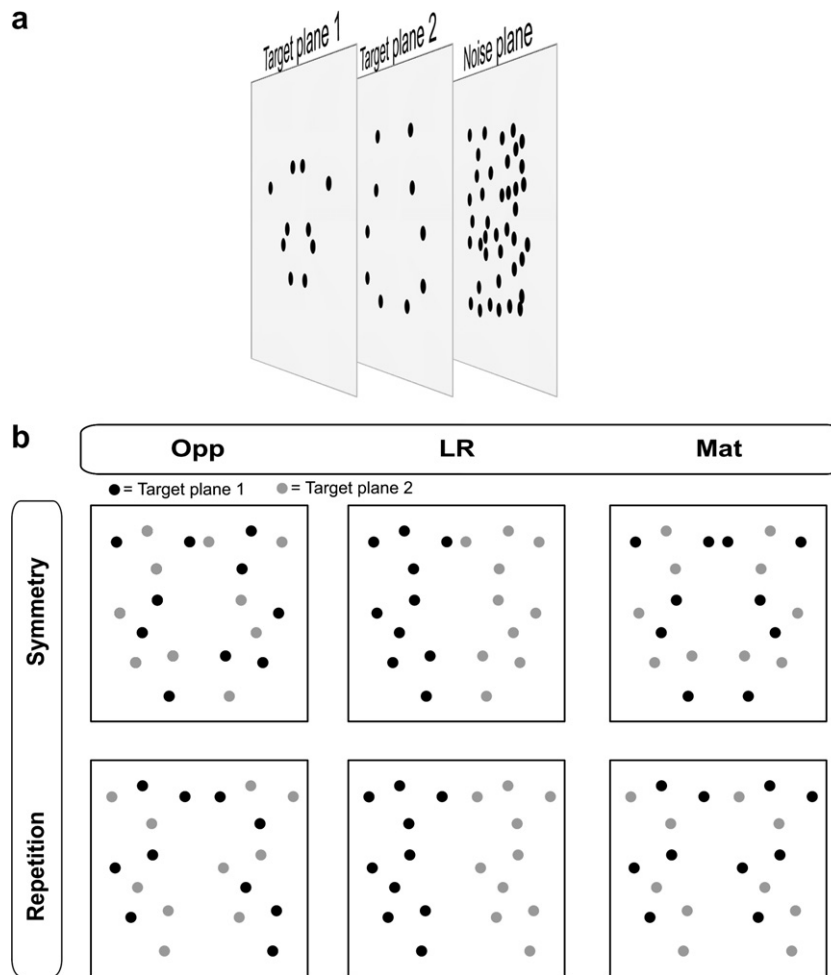 a
Target plane 1
Target plane 2
Noise plane
b
Opp
LR
Mat
= Target plane 1
= Target plane 2
Symmetry
Repetition